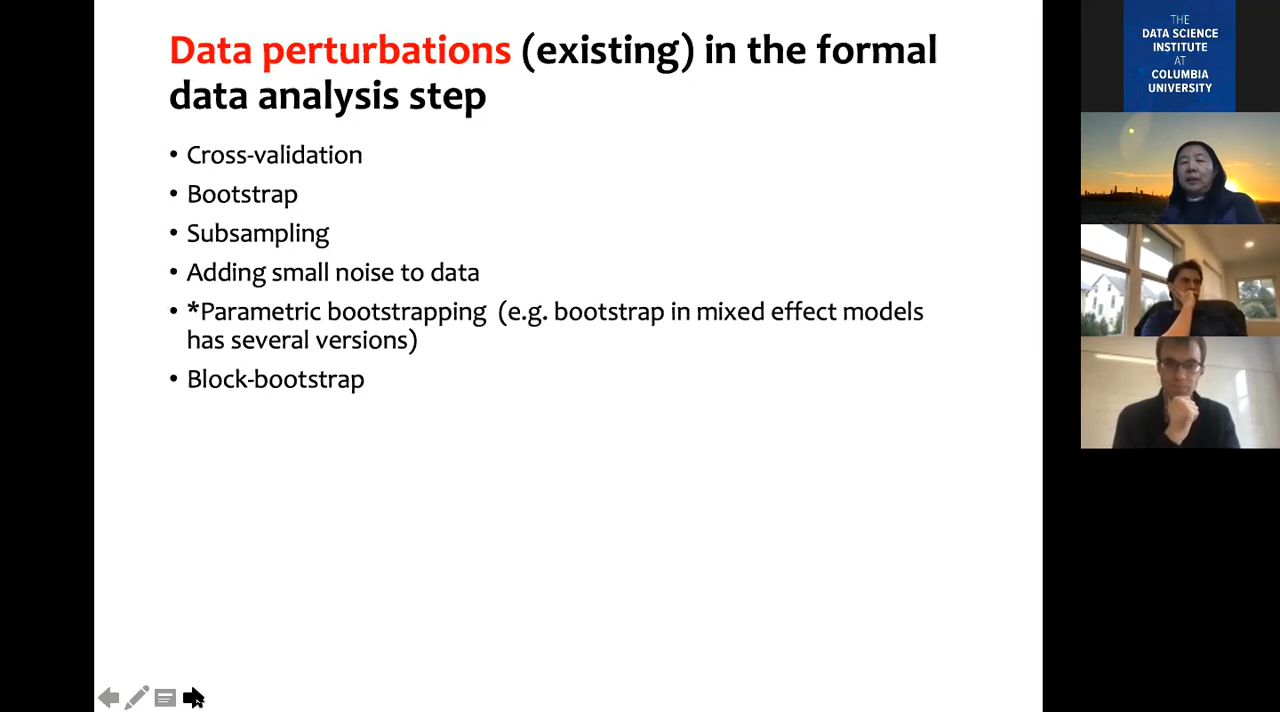 Data perturbations (existing) in the formal
data analysis step
• Cross-validation
• Bootstrap
• Subsampling
• Adding small noise to data
• *Parametric bootstrapping (e.g. bootstrap in mixed effect models
has several versions)
• Block-bootstrap
THE
DATA SCIENCE
INSTITUTE
AT
COLUMBIA
UNIVERSITY